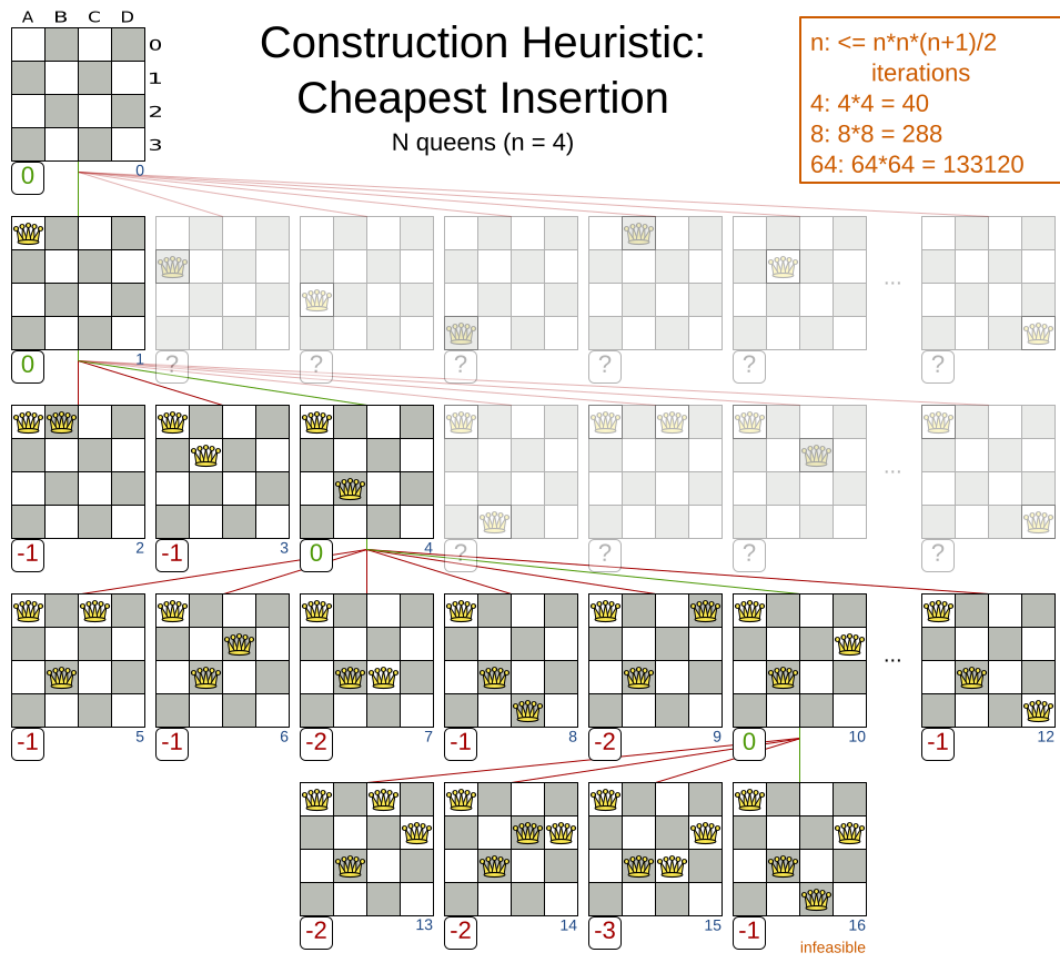 A B C D
0
1
2
3
Construction Heuristic:
Cheapest Insertion
N queens (n = 4)
n: <= n*n*(n+1)/2
iterations
4: 4*4 = 40
8: 8*8 = 288
64: 64*64 = 133120
0 0
...
0 1 ? ? ? ? ? ?
...
-1 2 -1 3 0 4 ? ? ? ?
...
-1 5 -1 6 -2 7 -1 8 -2 9 0 10 -1 12
-2 13 -2 14 -3 15 -1 16
infeasible